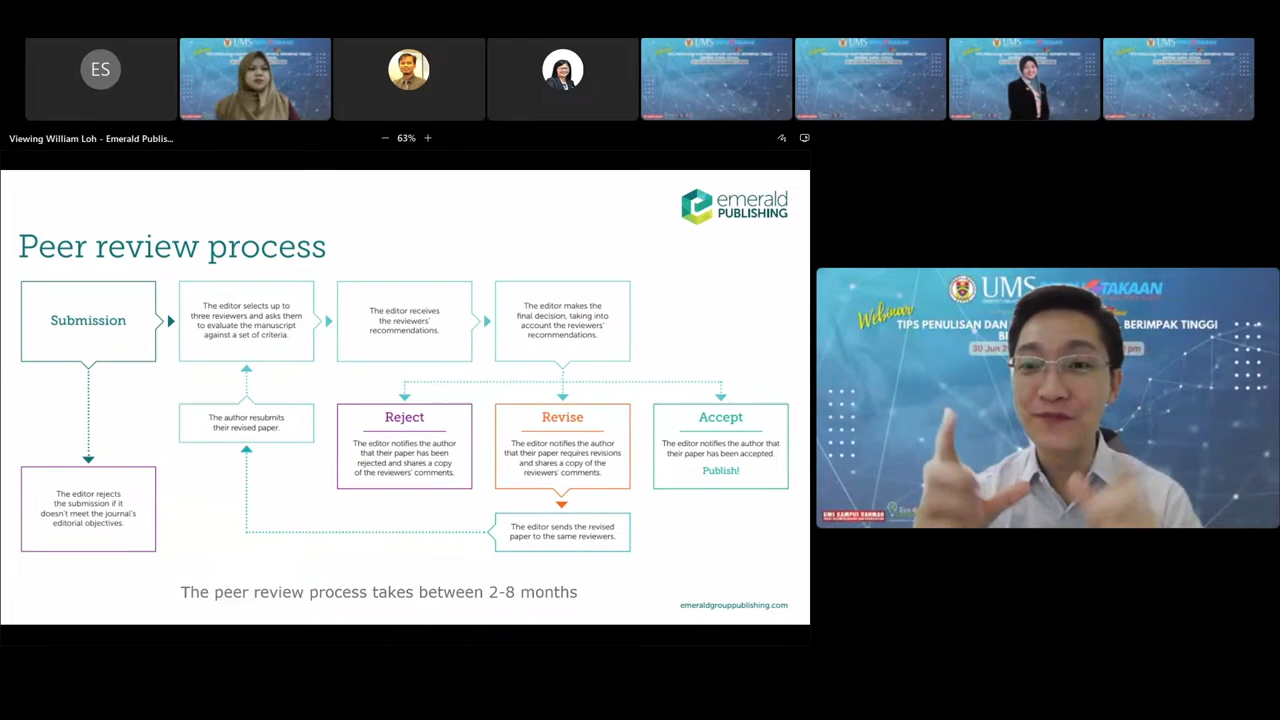 ES
Viewing William Loh - Emerald Publis...
63%
emerald
PUBLISHING
Peer review process
Submission
The editor selects up to
three reviewers and asks them
to evaluate the manuscript
against a set of criteria.
The editor receives
the reviewers'
recommendations.
The editor makes the
final decision, taking into
account the reviewers'
recommendations.
The author resubmits
their revised paper.
Reject
The editor notifies the author
that their paper has been
rejected and shares a copy
of the reviewers' comments.
Revise
The editor notifies the author
that their paper requires revisions
and shares a copy of the
reviewers' comments.
Accept
The editor notifies the author that
their paper has been accepted.
Publish!
The editor rejects
the submission if it
doesn't meet the journal's
editorial objectives.
The editor sends the revised
paper to the same reviewers.
The peer review process takes between 2-8 months
emeraldgrouppublishing.com
UMS
TAKAAN
Webinar
TIPS PENULISAN DAN
BERIMPAK TINGGI
30 Jun
pm
UMS KAMPUS RAHMAH